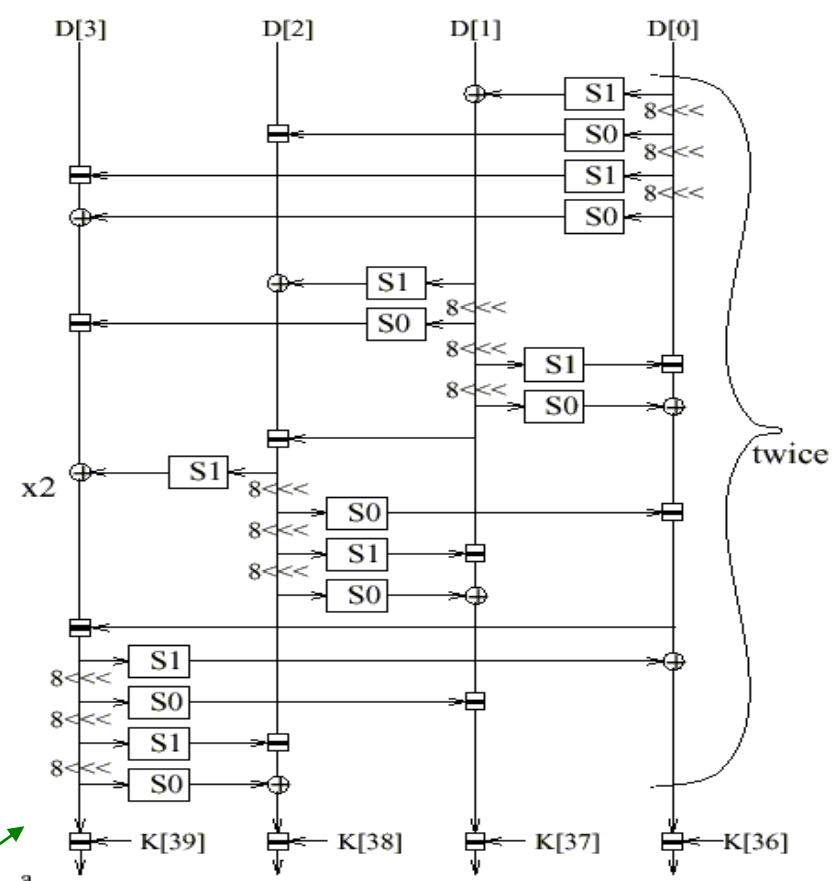 D[3] D[2] D[1] D[0]
S1
8<<<
S0
8<<<
S1
8<<<
S0
S1
8<<<
S0
8<<<
S1
8<<<
S0
twice
x2
S1
8<<<
S0
8<<<
S1
8<<<
S0
S1
8<<<
S0
8<<<
S1
8<<<
S0
K[39] K[38] K[37] K[36]
a